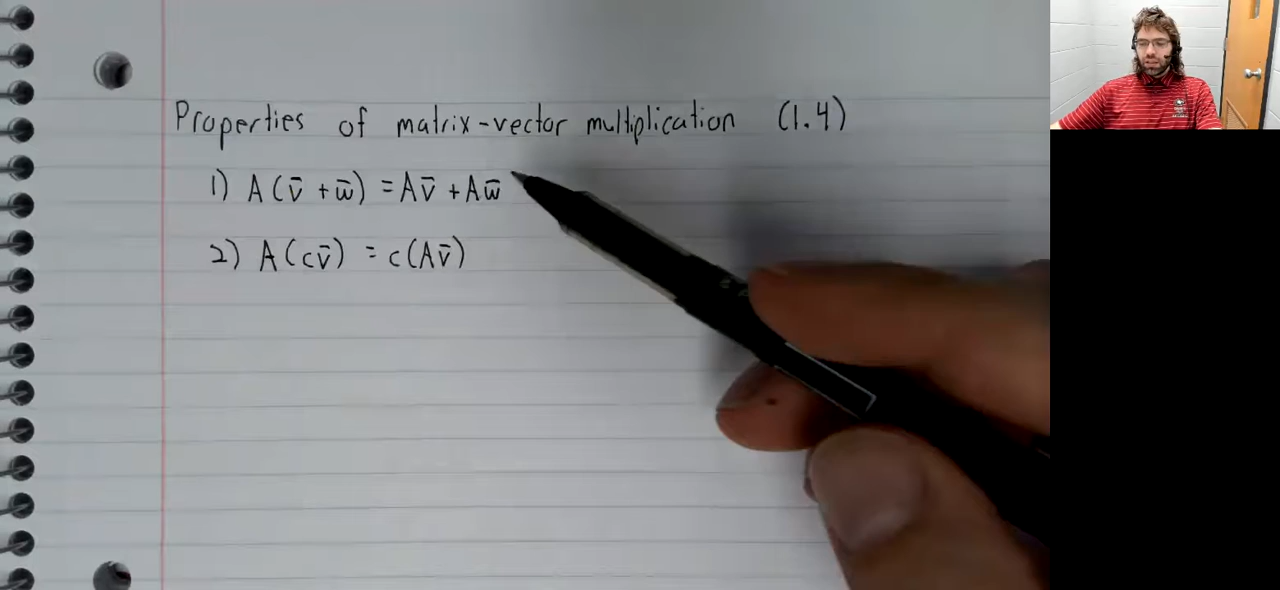 Properties of matrix-vector multiplication (1.4)
1) A(v̄ + w̄) = Av̄ + Aw̄
2) A(cv̄) = c(Av̄)